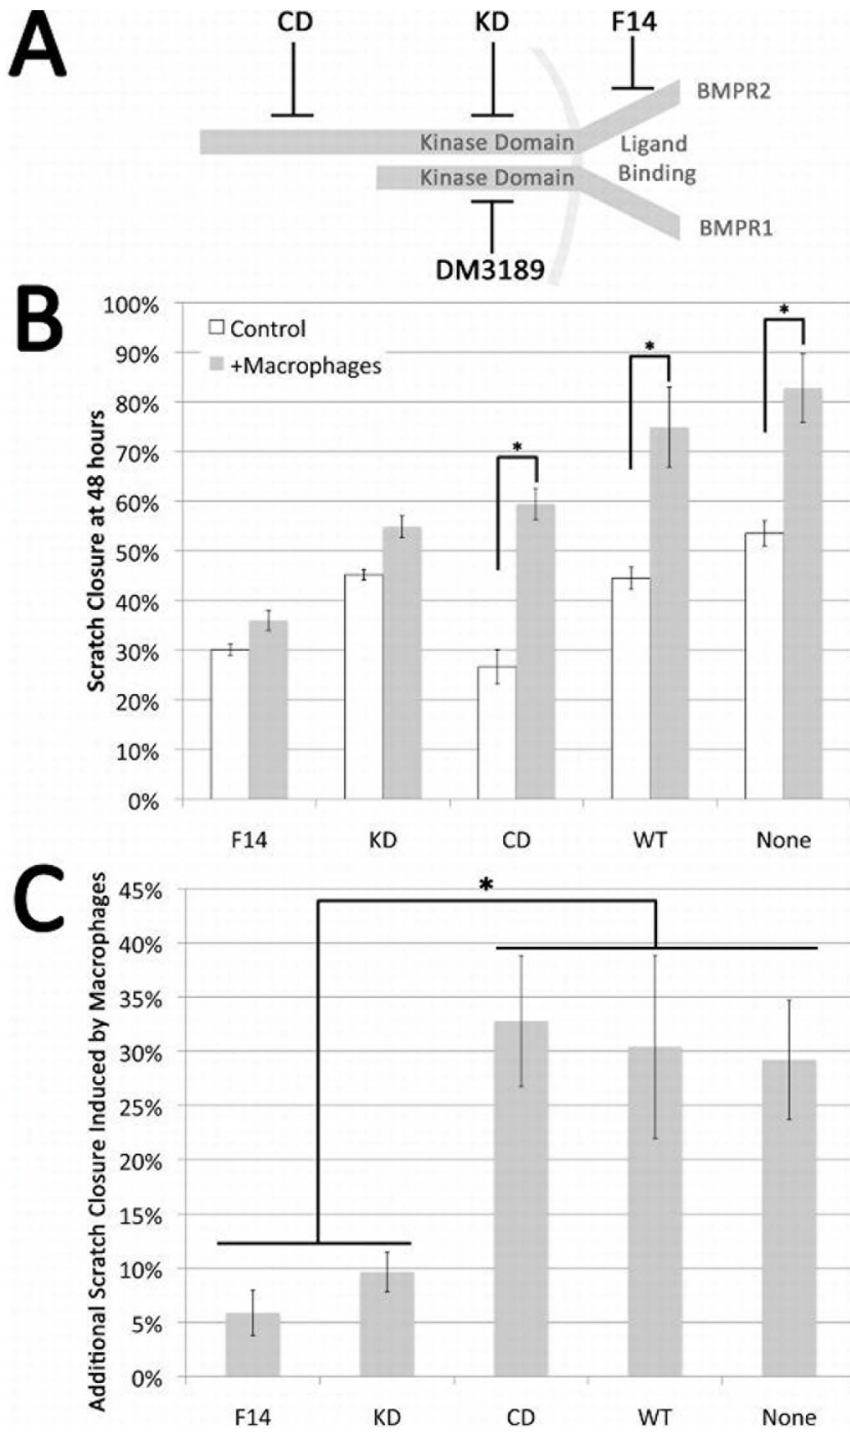 A
CD KD F14
BMPR2
Kinase Domain Ligand
Kinase Domain Binding
BMPR1
DM3189
B
100%
90%
80%
70%
60%
50%
40%
30%
20%
10%
0%
Scratch Closure at 48 hours
Control
+Macrophages
*
*
*
F14 KD CD WT None
C
45%
40%
35%
30%
25%
20%
15%
10%
5%
0%
Additional Scratch Closure Induced by Macrophages
*
F14 KD CD WT None